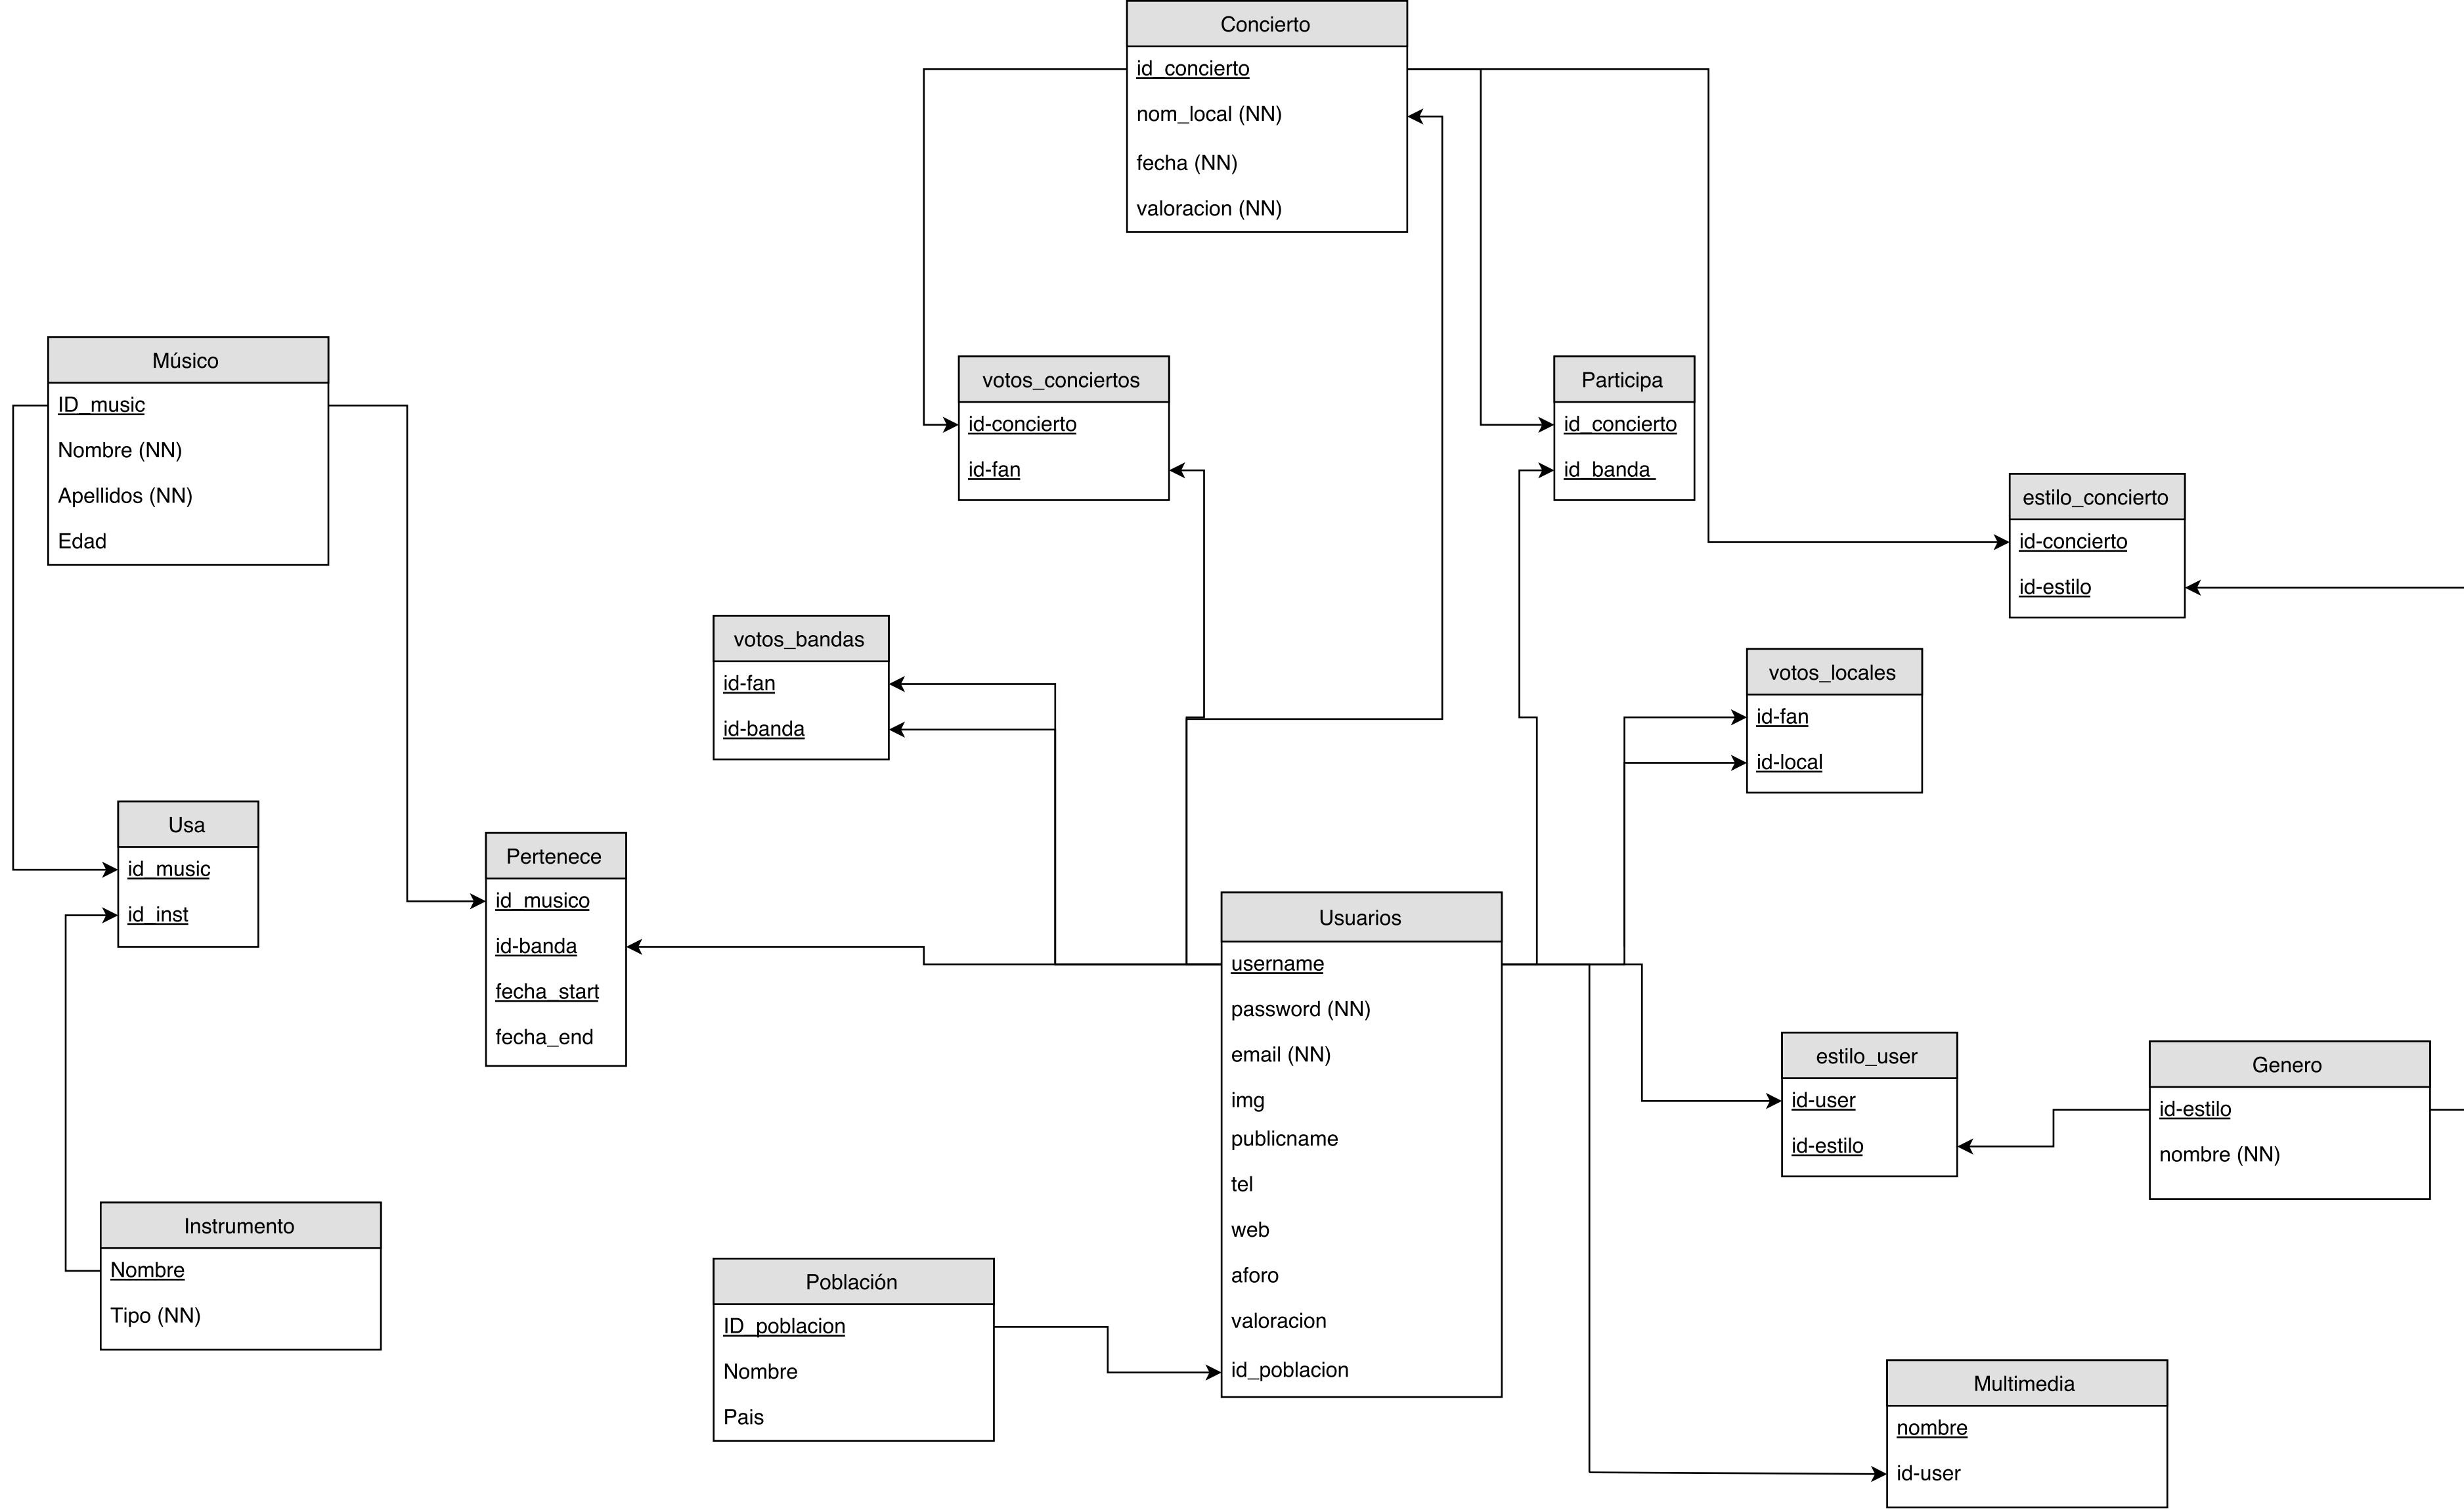 Concierto
id_concierto
nom_local (NN)
fecha (NN)
valoracion (NN)
Músico
ID_music
Nombre (NN)
Apellidos (NN)
Edad
votos_conciertos
id-concierto
id-fan
Participa
id_concierto
id_banda
estilo_concierto
id-concierto
id-estilo
votos_bandas
id-fan
id-banda
votos_locales
id-fan
id-local
Usa
id_music
id_inst
Pertenece
id_musico
id-banda
fecha_start
fecha_end
Usuarios
username
password (NN)
email (NN)
img
publicname
tel
web
aforo
valoracion
id_poblacion
estilo_user
id-user
id-estilo
Genero
id-estilo
nombre (NN)
Instrumento
Nombre
Tipo (NN)
Población
ID_poblacion
Nombre
Pais
Multimedia
nombre
id-user